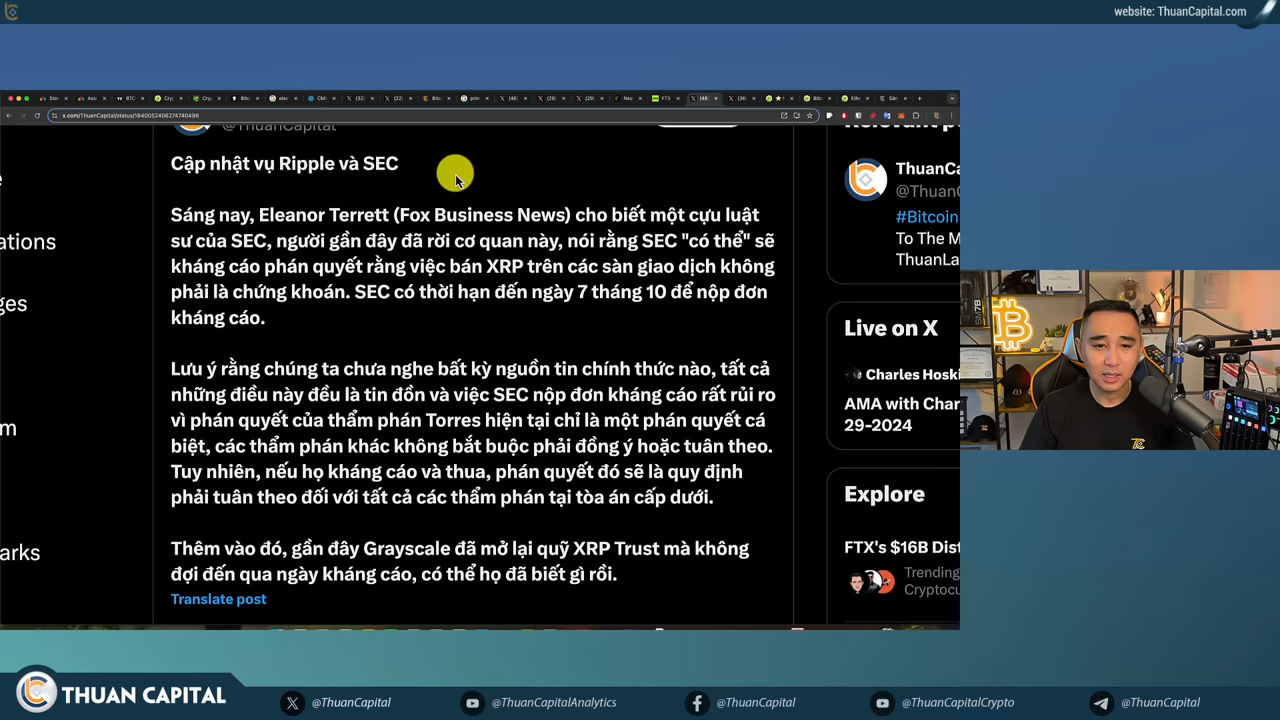 website: ThuanCapital.com
x.com/ThuanCapital/status/1840052406274740496
@ThuanCapital
Cập nhật vụ Ripple và SEC
Sáng nay, Eleanor Terrett (Fox Business News) cho biết một cựu luật
sư của SEC, người gần đây đã rời cơ quan này, nói rằng SEC "có thể" sẽ
kháng cáo phán quyết rằng việc bán XRP trên các sàn giao dịch không
phải là chứng khoán. SEC có thời hạn đến ngày 7 tháng 10 để nộp đơn
kháng cáo.
Lưu ý rằng chúng ta chưa nghe bất kỳ nguồn tin chính thức nào, tất cả
những điều này đều là tin đồn và việc SEC nộp đơn kháng cáo rất rủi ro
vì phán quyết của thẩm phán Torres hiện tại chỉ là một phán quyết cá
biệt, các thẩm phán khác không bắt buộc phải đồng ý hoặc tuân theo.
Tuy nhiên, nếu họ kháng cáo và thua, phán quyết đó sẽ là quy định
phải tuân theo đối với tất cả các thẩm phán tại tòa án cấp dưới.
Thêm vào đó, gần đây Grayscale đã mở lại quỹ XRP Trust mà không
đợi đến qua ngày kháng cáo, có thể họ đã biết gì rồi.
Translate post
ations
ges
m
arks
ThuanC
@ThuanC
#Bitcoin
To The M
ThuanLa
Live on X
Charles Hoski
AMA with Char
29-2024
Explore
FTX's $16B Dist
Trending
Cryptocu
SM7B
THUAN CAPITAL
@ThuanCapital
@ThuanCapitalAnalytics
@ThuanCapital
@ThuanCapitalCrypto
@ThuanCapital